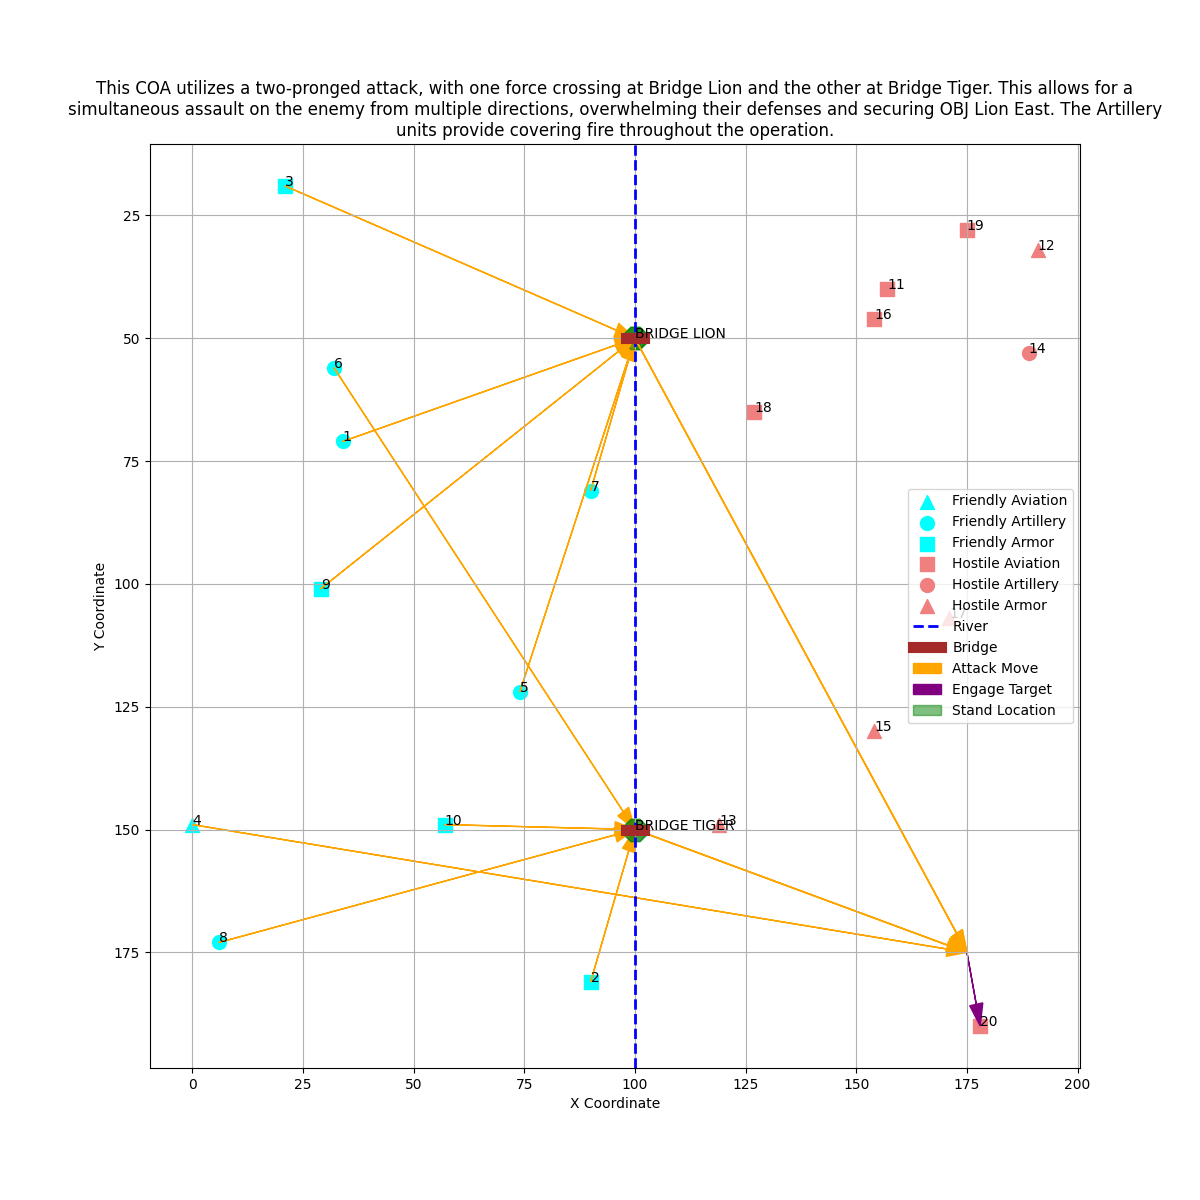 This COA utilizes a two-pronged attack, with one force crossing at Bridge Lion and the other at Bridge Tiger. This allows for a
simultaneous assault on the enemy from multiple directions, overwhelming their defenses and securing OBJ Lion East. The Artillery
units provide covering fire throughout the operation.
3
19
12
25
11
16
BRIDGE LION
50
14
6
18
1
75
7
Friendly Aviation
Friendly Artillery
Friendly Armor
Hostile Aviation
9
100
Hostile Artillery
Hostile Armor
17
River
Bridge
Attack Move
5
Engage Target
125
Stand Location
15
4
10
13
BRIDGE TIGER
150
8
175
2
20
0
25
50
75
100
125
150
175
200
X Coordinate
Y Coordinate